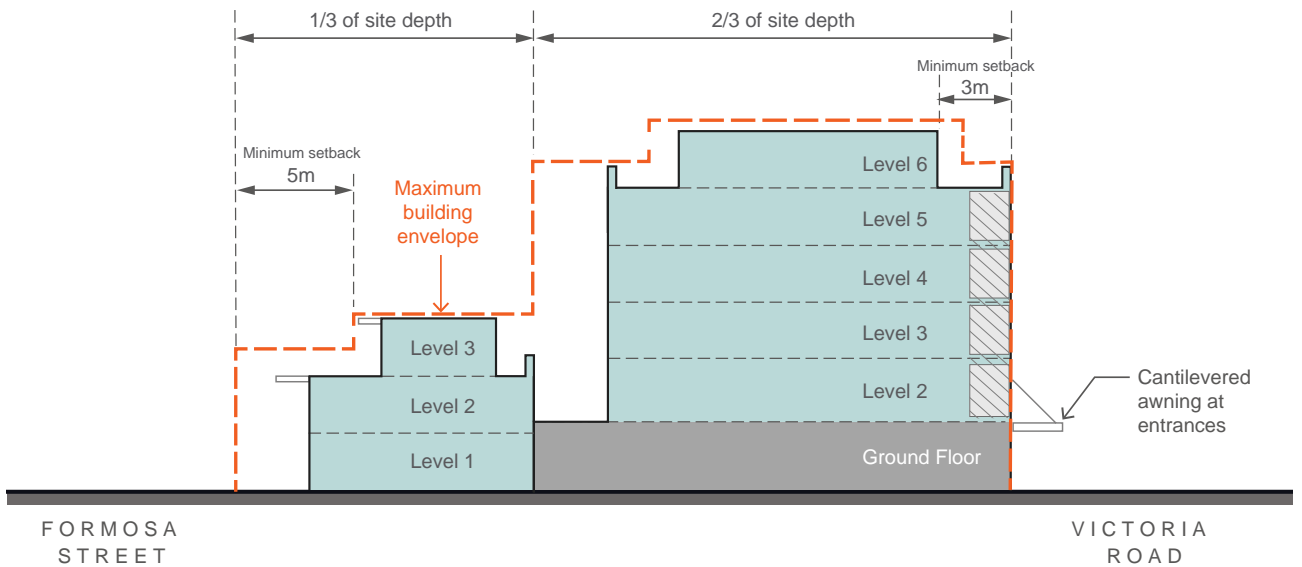 1/3 of site depth
2/3 of site depth
Minimum setback
3m
Minimum setback
5m
Maximum
building
envelope
Level 6
Level 5
Level 4
Level 3
Level 2
Ground Floor
Level 3
Level 2
Level 1
Cantilevered
awning at
entrances
FORMOSA
STREET
VICTORIA
ROAD